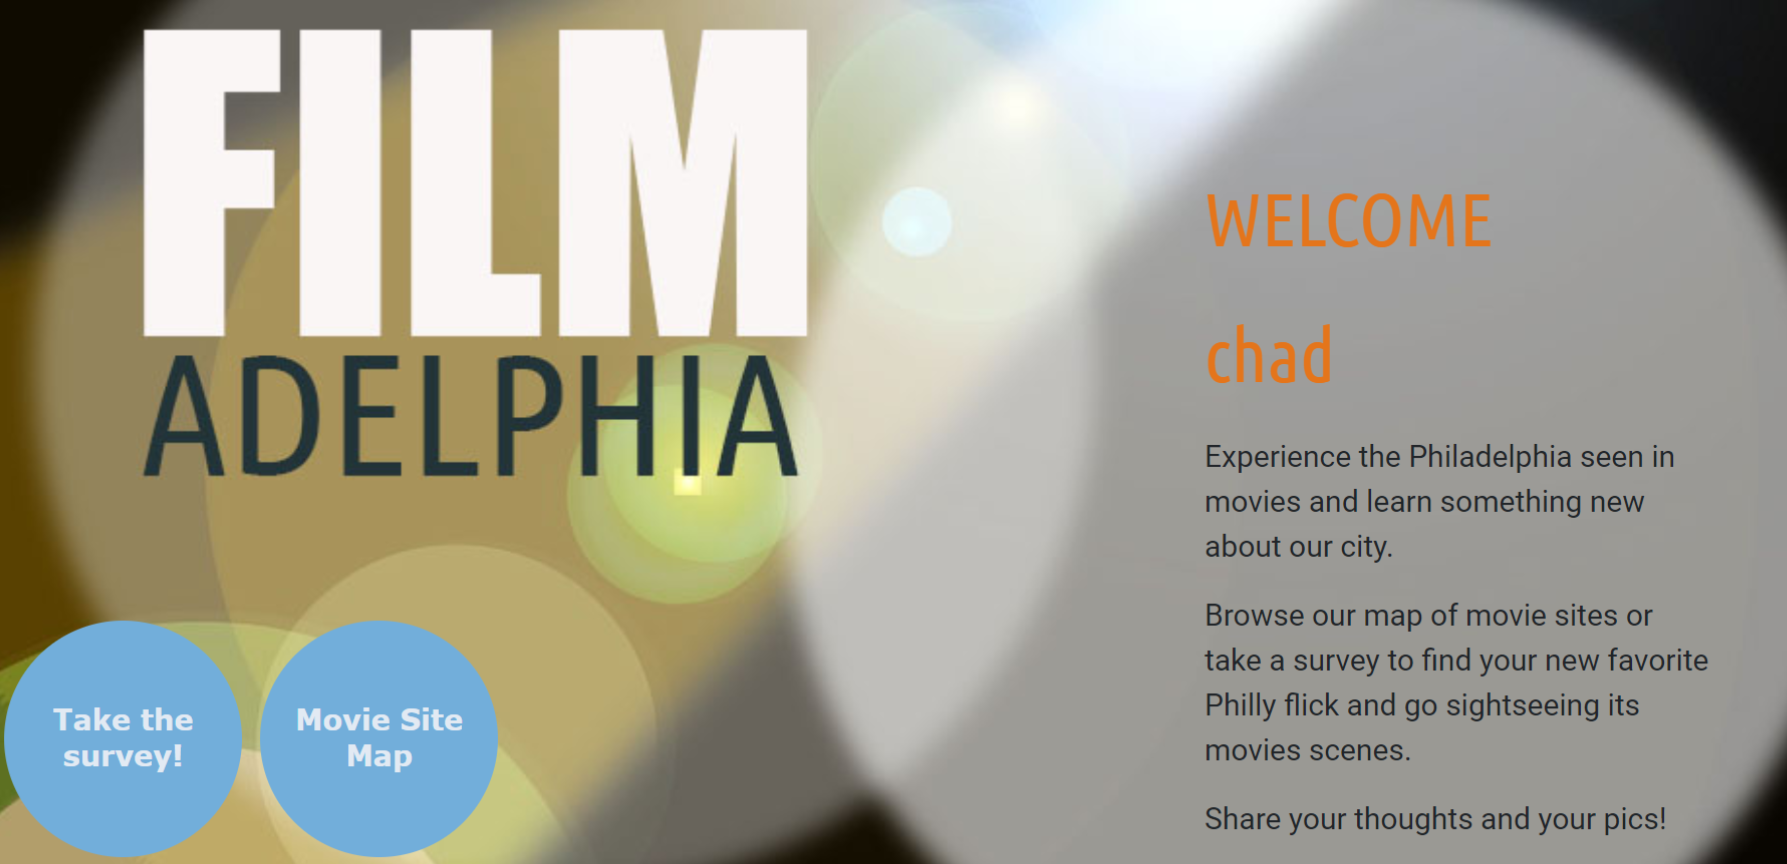 FILM
ADELPHIA
WELCOME
chad
Experience the Philadelphia seen in
movies and learn something new
about our city.
Browse our map of movie sites or
take a survey to find your new favorite
Philly flick and go sightseeing its
movies scenes.
Share your thoughts and your pics!
Take the
survey!
Movie Site
Map